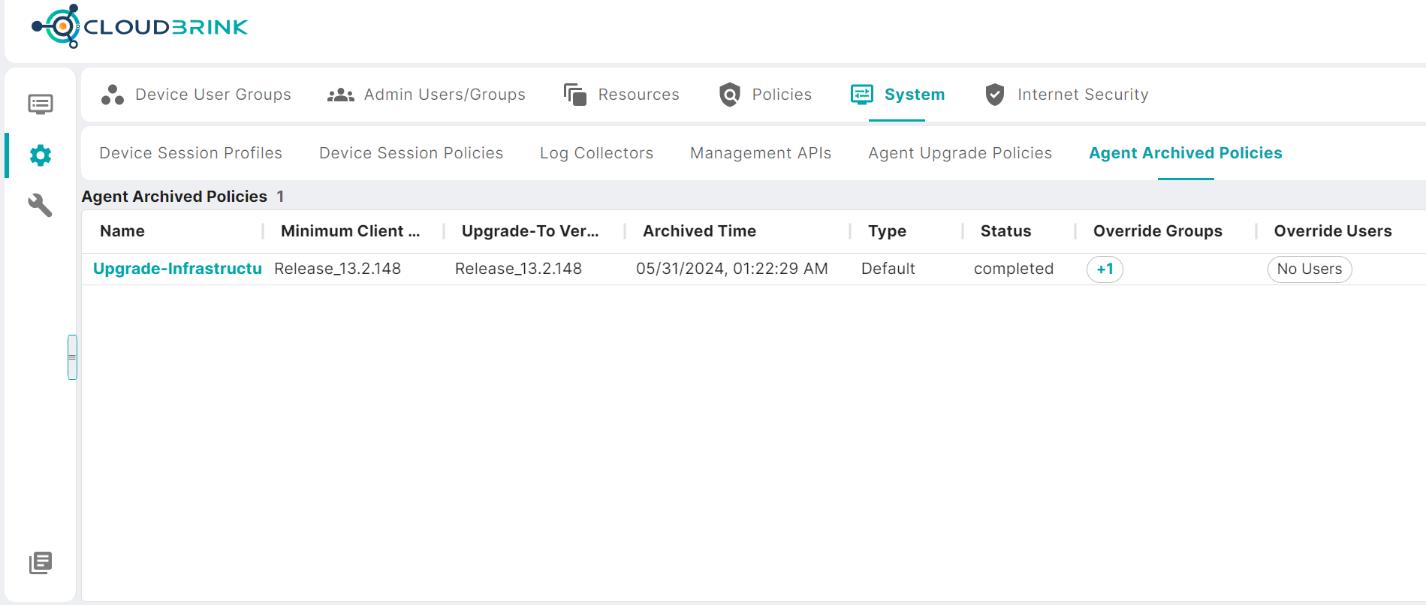 CLOUDBRINK
Device User Groups Admin Users/Groups Resources Policies System Internet Security
Device Session Profiles Device Session Policies Log Collectors Management APIs Agent Upgrade Policies Agent Archived Policies
Agent Archived Policies 1
Name Minimum Client ... Upgrade-To Ver... Archived Time Type Status Override Groups Override Users
Upgrade-Infrastructu Release_13.2.148 Release_13.2.148 05/31/2024, 01:22:29 AM Default completed +1 No Users